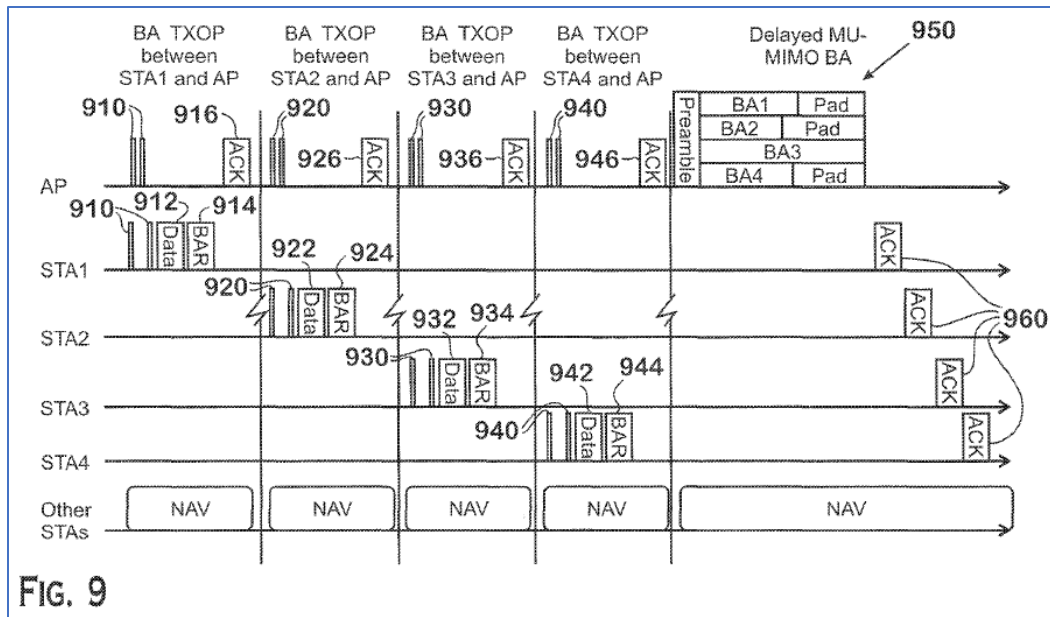 BA TXOP between STA1 and AP
BA TXOP between STA2 and AP
BA TXOP between STA3 and AP
BA TXOP between STA4 and AP
Delayed MU-MIMO BA
950
910
916
920
926
930
936
940
946
ACK
ACK
ACK
ACK
Preamble
BA1 Pad
BA2 Pad
BA3
BA4 Pad
AP
910
912
914
Data
BAR
ACK
STA1
920
922
924
Data
BAR
ACK
STA2
960
930
932
934
Data
BAR
ACK
STA3
940
942
944
Data
BAR
ACK
STA4
Other STAs
NAV
NAV
NAV
NAV
NAV
FIG. 9